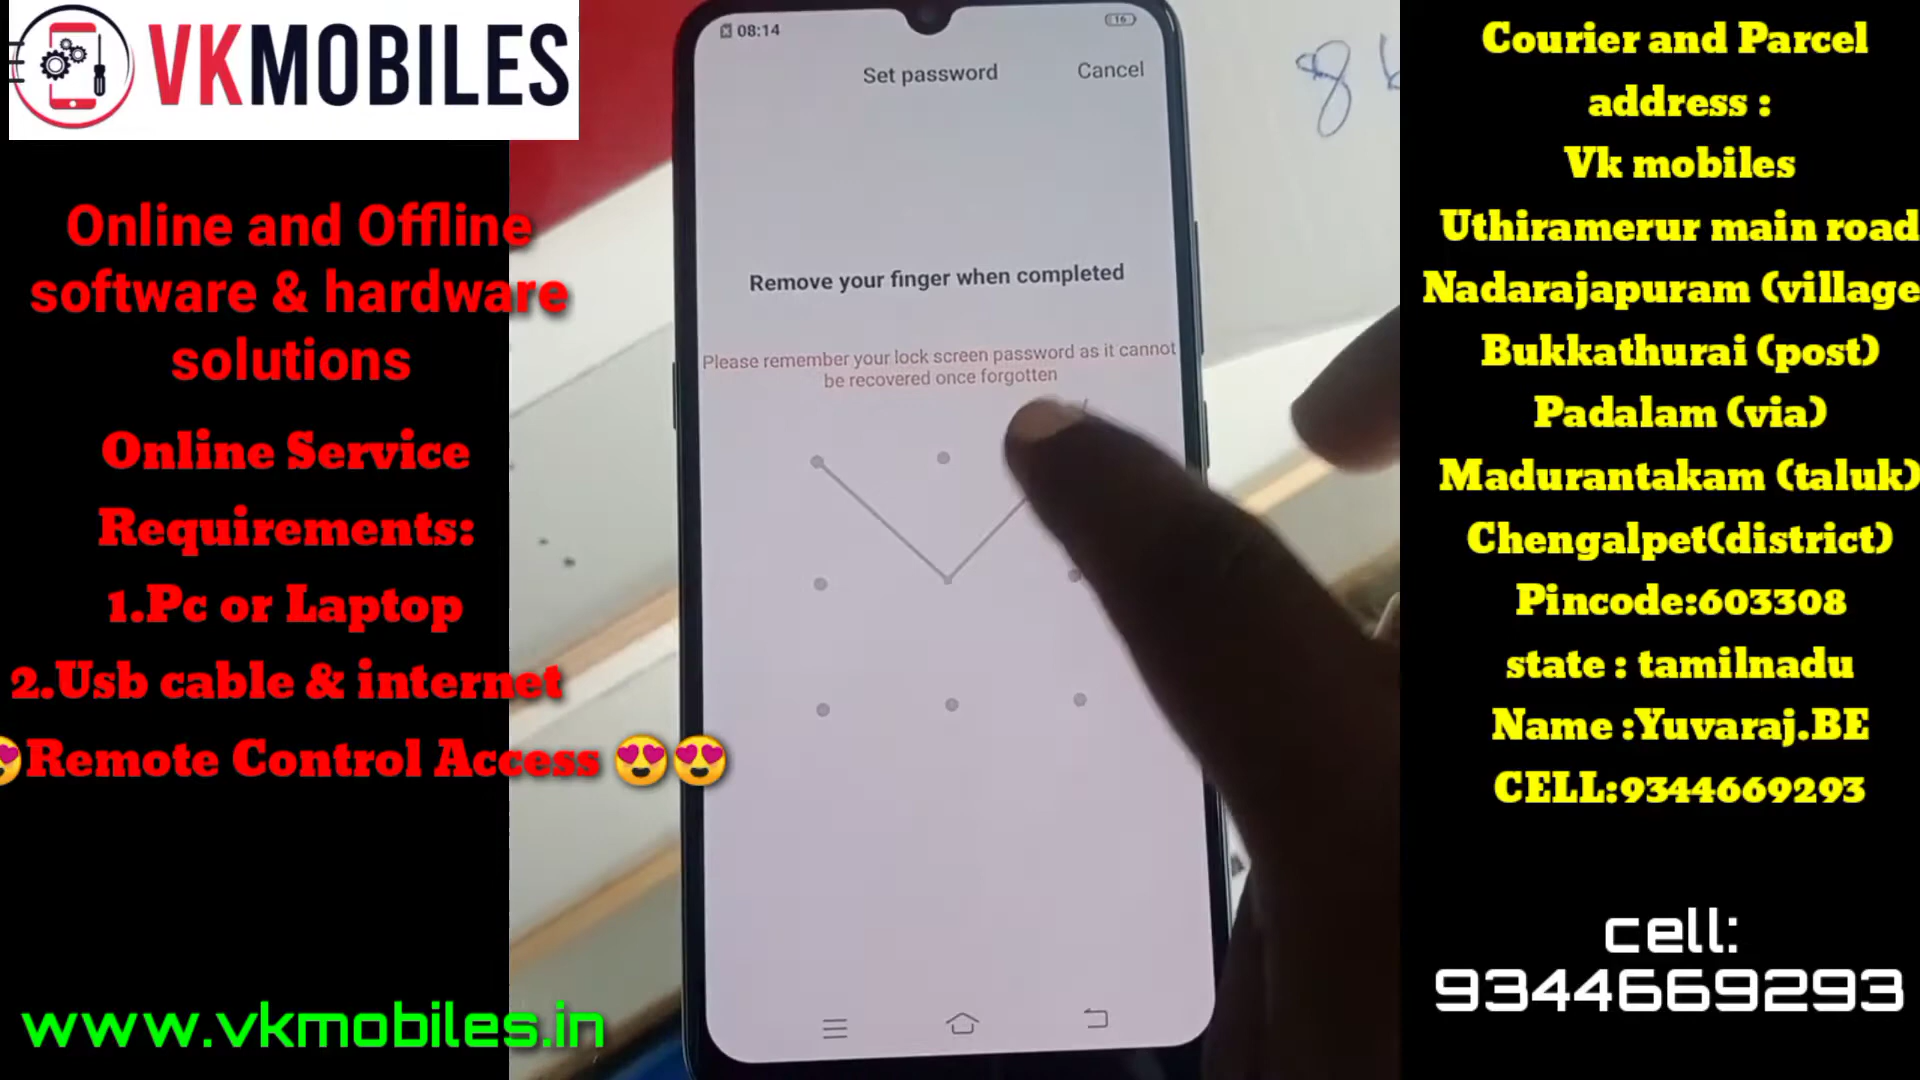 VKMOBILES
Online and Offline
software & hardware
solutions
Online Service
Requirements:
1.Pc or Laptop
2.Usb cable & internet
😍Remote Control Access 😍😍
www.vkmobiles.in
08:14
16
Set password
Cancel
Remove your finger when completed
Please remember your lock screen password as it cannot
be recovered once forgotten
8
Courier and Parcel
address :
Vk mobiles
Uthiramerur main road
Nadarajapuram (village
Bukkathurai (post)
Padalam (via)
Madurantakam (taluk)
Chengalpet(district)
Pincode:603308
state : tamilnadu
Name :Yuvaraj.BE
CELL:9344669293
cell:
9344669293